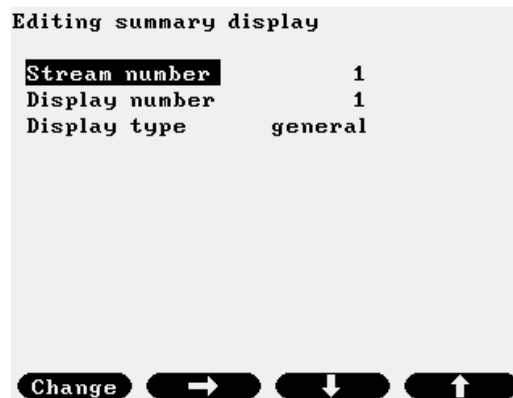 Editing summary display
Stream number 1
Display number 1
Display type general
Change → ↓ ↑